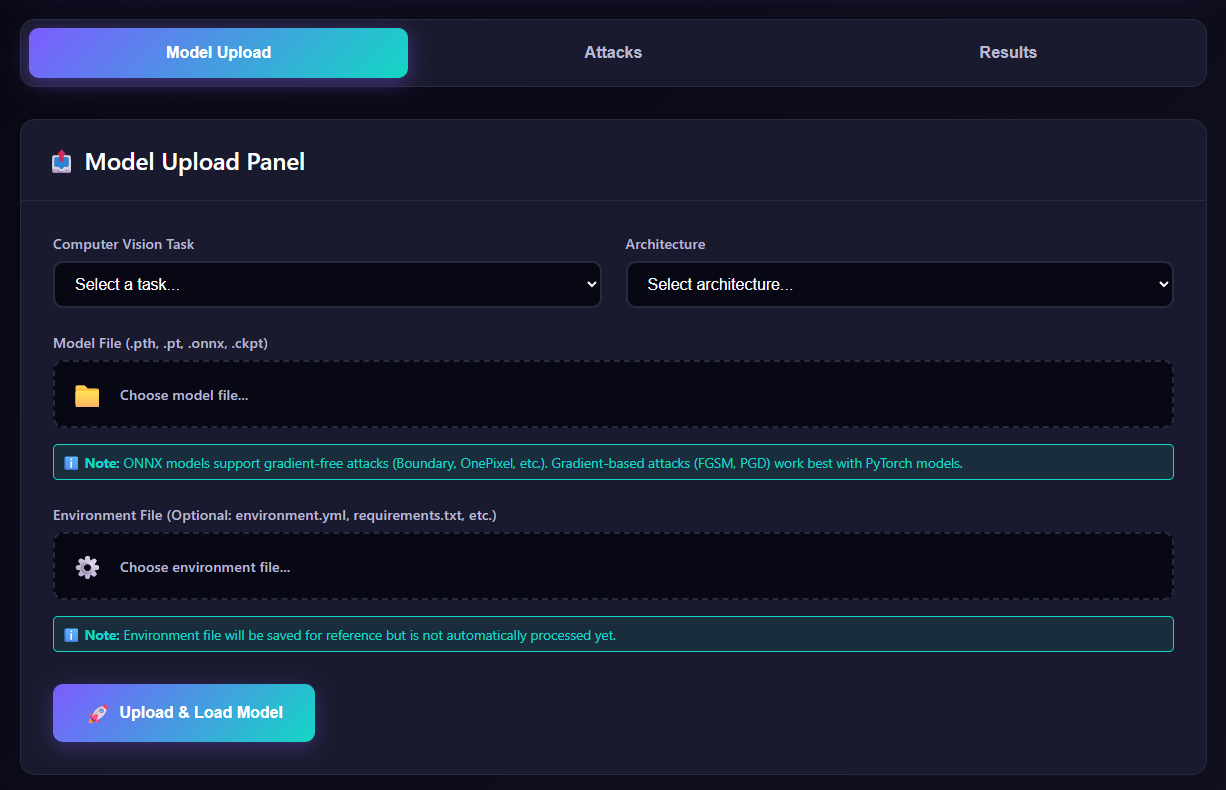 Model Upload
Attacks
Results
Model Upload Panel
Computer Vision Task
Architecture
Select a task...
Select architecture...
Model File (.pth, .pt, .onnx, .ckpt)
Choose model file...
Note: ONNX models support gradient-free attacks (Boundary, OnePixel, etc.). Gradient-based attacks (FGSM, PGD) work best with PyTorch models.
Environment File (Optional: environment.yml, requirements.txt, etc.)
Choose environment file...
Note: Environment file will be saved for reference but is not automatically processed yet.
Upload & Load Model